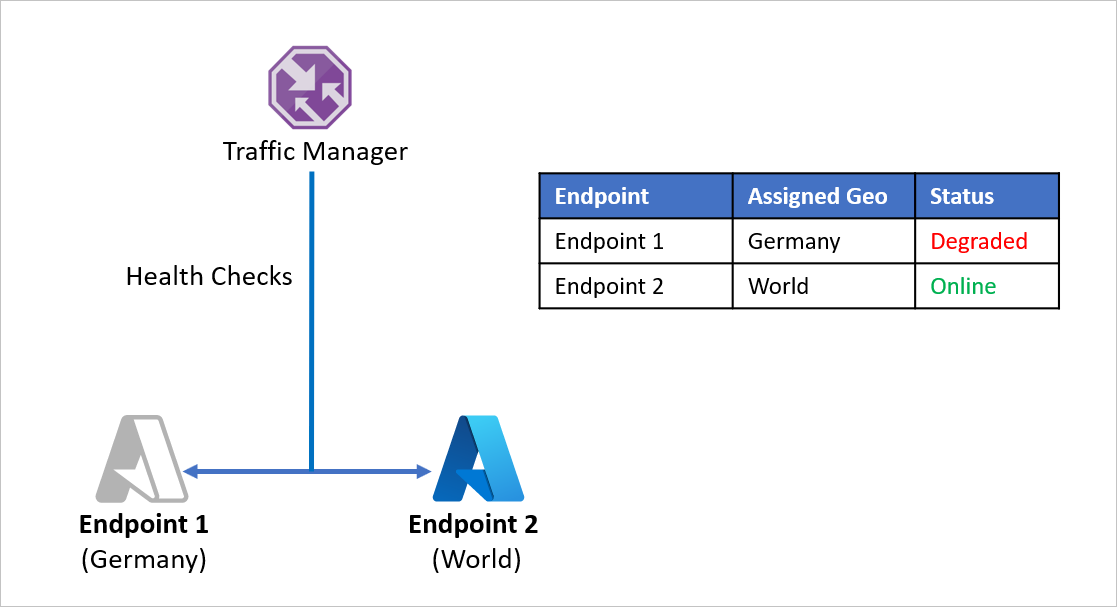 Traffic Manager
Health Checks
Endpoint Assigned Geo Status
Endpoint 1 Germany Degraded
Endpoint 2 World Online
Endpoint 1
(Germany)
Endpoint 2
(World)